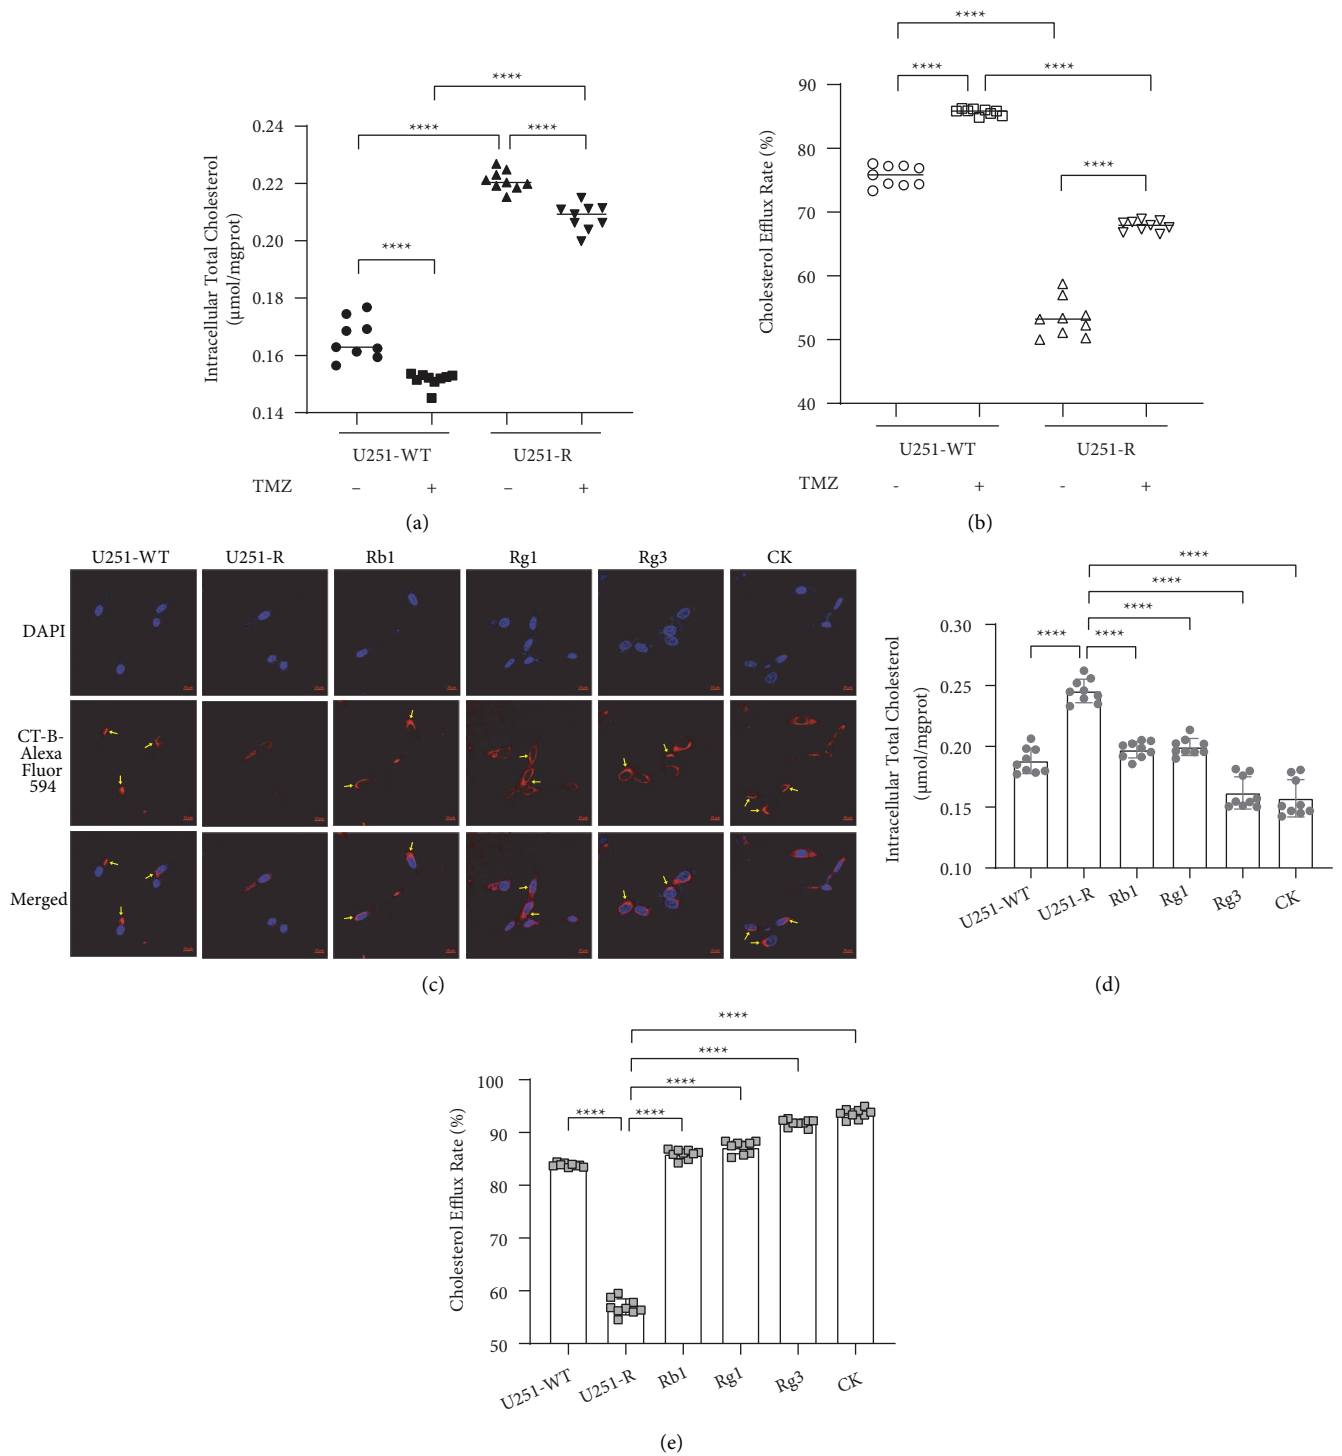 ****
****
****
****
0.24
0.22
0.20
0.18
0.16
0.14
Intracellular Total Cholesterol
(μmol/mgprot)
U251-WT
U251-R
TMZ
– + – +
(a)
****
****
****
****
90
80
70
60
50
40
Cholesterol Efflux Rate (%)
U251-WT
U251-R
TMZ
- + - +
(b)
U251-WT
U251-R
Rb1
Rg1
Rg3
CK
DAPI
CT-B-
Alexa
Fluor
594
Merged
(c)
****
****
****
****
****
0.30
0.25
0.20
0.15
0.10
Intracellular Total Cholesterol
(μmol/mgprot)
U251-WT
U251-R
Rb1
Rg1
Rg3
CK
(d)
****
****
****
****
****
100
90
80
70
60
50
Cholesterol Efflux Rate (%)
U251-WT
U251-R
Rb1
Rg1
Rg3
CK
(e)